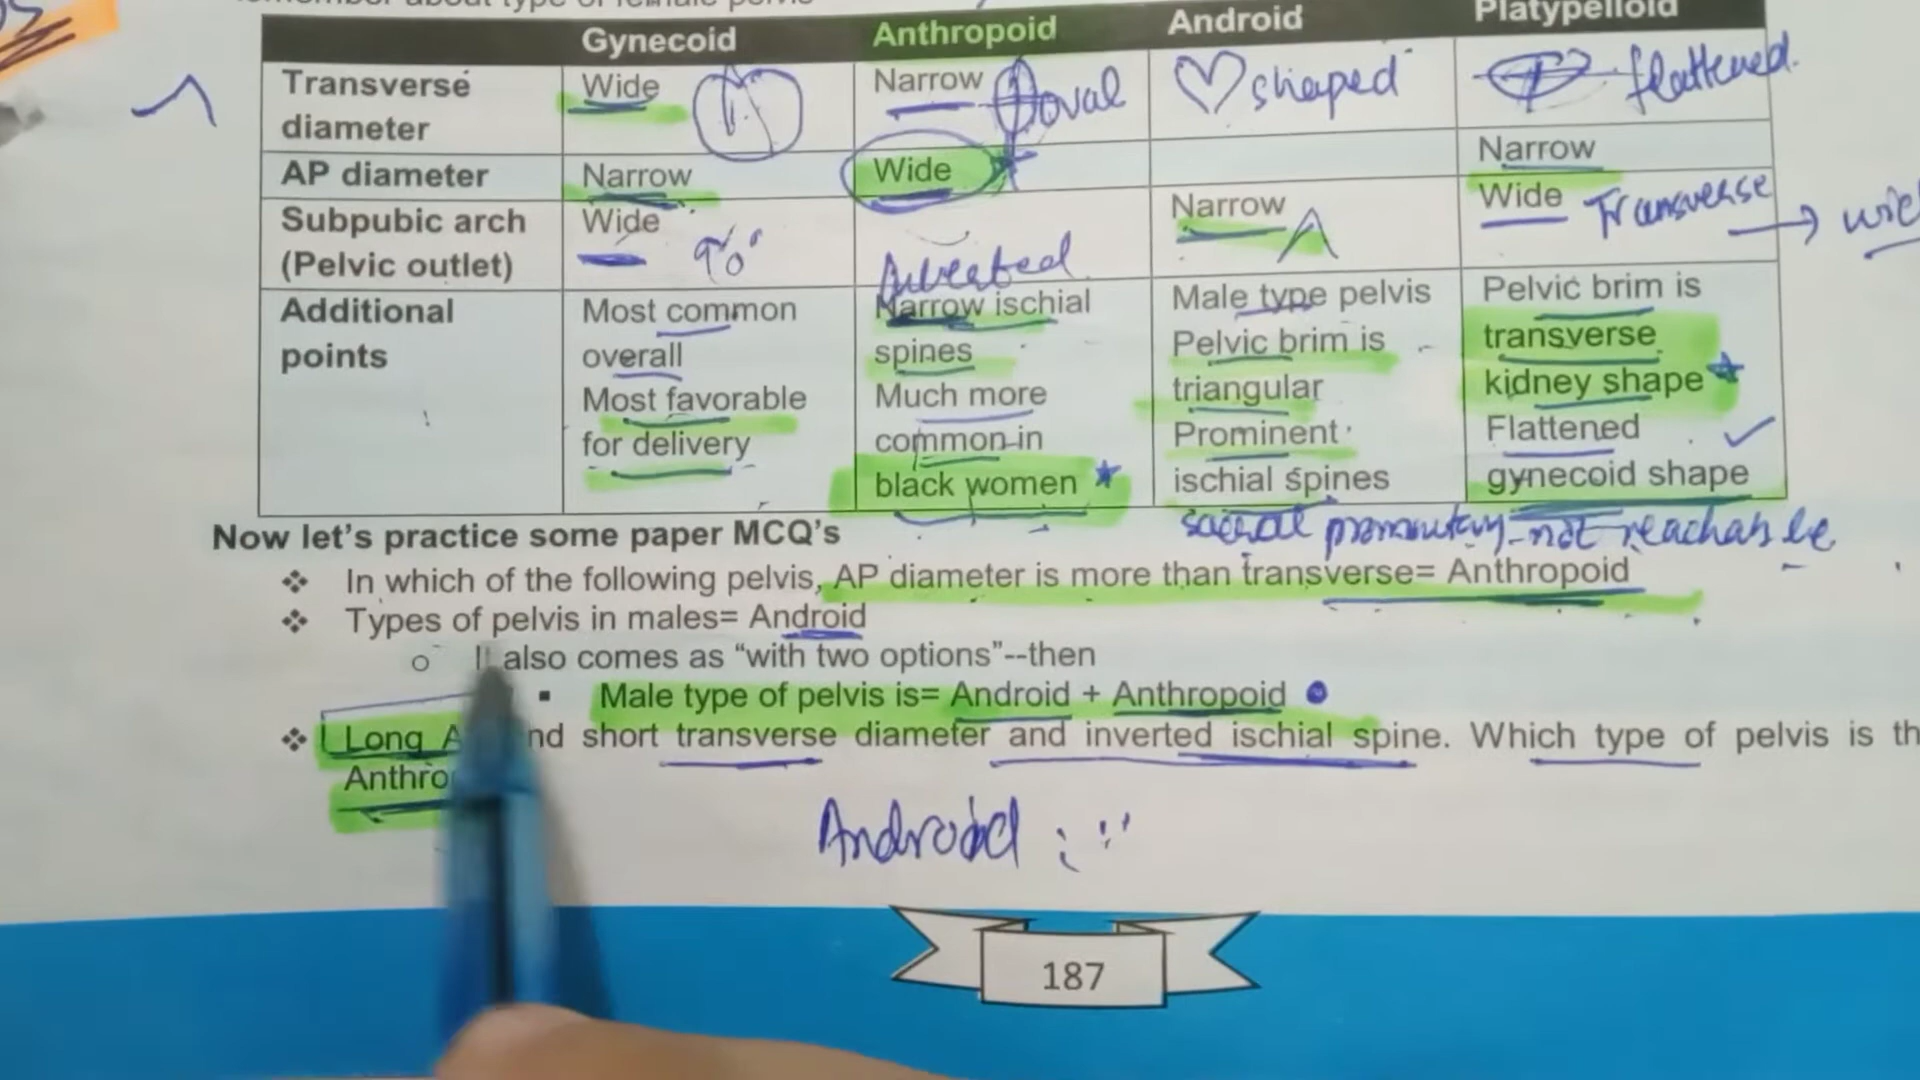 Gynecoid Anthropoid Android Platypelloid
Transverse diameter Wide Narrow oval ♡ shaped flattened.
AP diameter Narrow Wide Narrow
Subpubic arch (Pelvic outlet) Wide 90° Narrow Wide Transverse →
Additional points
Most common
overall
Most favorable
for delivery
Narrow ischial
spines
Much more
common in
black women
Male type pelvis
Pelvic brim is
triangular
Prominent
ischial spines
Pelvic brim is
transverse
kidney shape
Flattened
gynecoid shape
sacral promontory not reachable
Now let's practice some paper MCQ's
❖ In which of the following pelvis, AP diameter is more than transverse= Anthropoid
❖ Types of pelvis in males= Android
o It also comes as “with two options”--then
▪ Male type of pelvis is= Android + Anthropoid
❖ Long short transverse diameter and inverted ischial spine. Which type of pelvis is
Android :
187